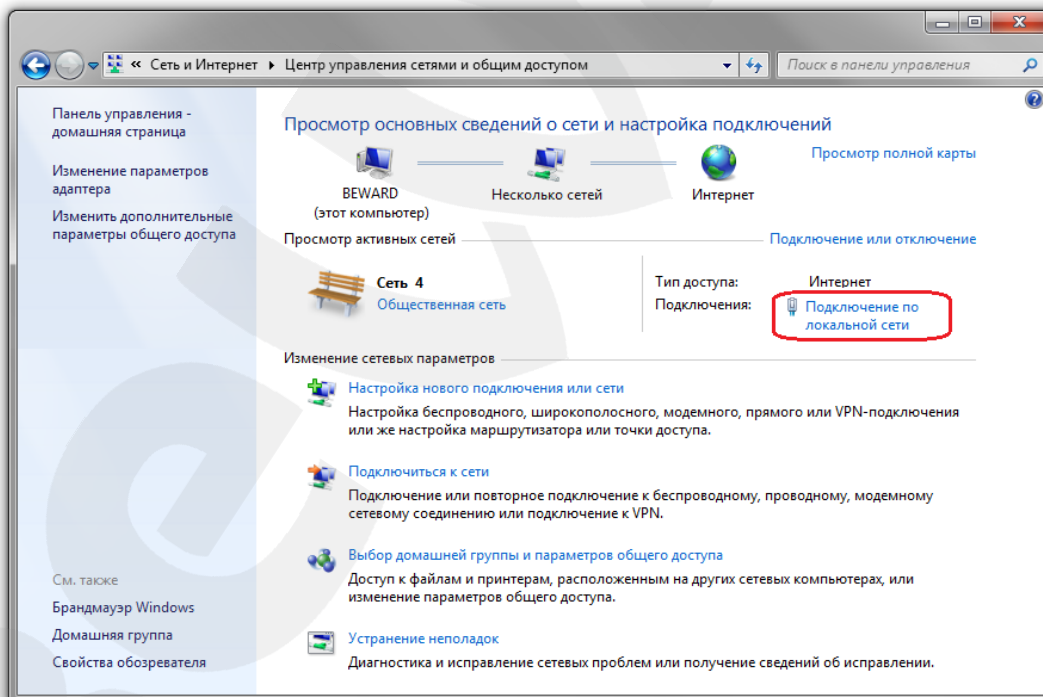 « Сеть и Интернет ▸ Центр управления сетями и общим доступом
Поиск в панели управления
Панель управления -
домашняя страница
Изменение параметров
адаптера
Изменить дополнительные
параметры общего доступа
См. также
Брандмауэр Windows
Домашняя группа
Свойства обозревателя
Просмотр основных сведений о сети и настройка подключений
Просмотр полной карты
BEWARD
(этот компьютер)
Несколько сетей
Интернет
Просмотр активных сетей
Подключение или отключение
Сеть 4
Общественная сеть
Тип доступа: Интернет
Подключения: Подключение по
локальной сети
Изменение сетевых параметров
Настройка нового подключения или сети
Настройка беспроводного, широкополосного, модемного, прямого или VPN-подключения
или же настройка маршрутизатора или точки доступа.
Подключиться к сети
Подключение или повторное подключение к беспроводному, проводному, модемному
сетевому соединению или подключение к VPN.
Выбор домашней группы и параметров общего доступа
Доступ к файлам и принтерам, расположенным на других сетевых компьютерах, или
изменение параметров общего доступа.
Устранение неполадок
Диагностика и исправление сетевых проблем или получение сведений об исправлении.